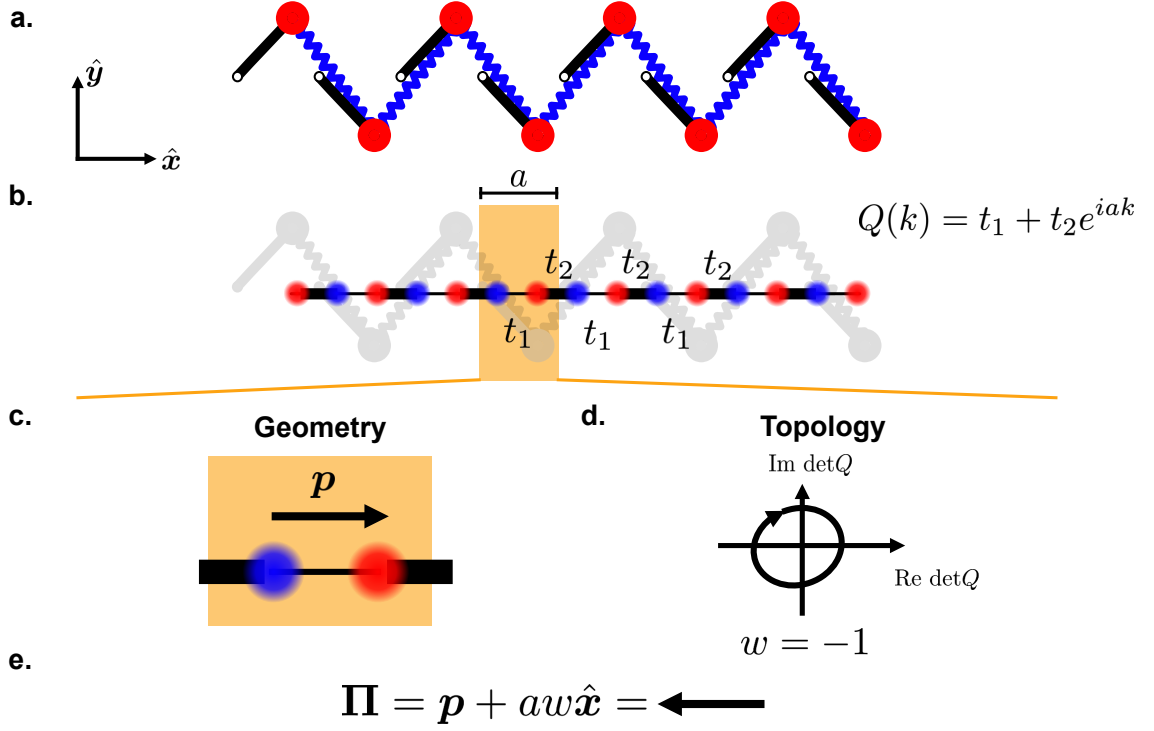 a.
ŷ
x̂
b.
a
Q(k) = t₁ + t₂e^{iak}
t₂ t₂ t₂
t₁ t₁ t₁
c.
Geometry
p
d.
Topology
Im detQ
Re detQ
w = −1
e.
Π = p + awx̂ =